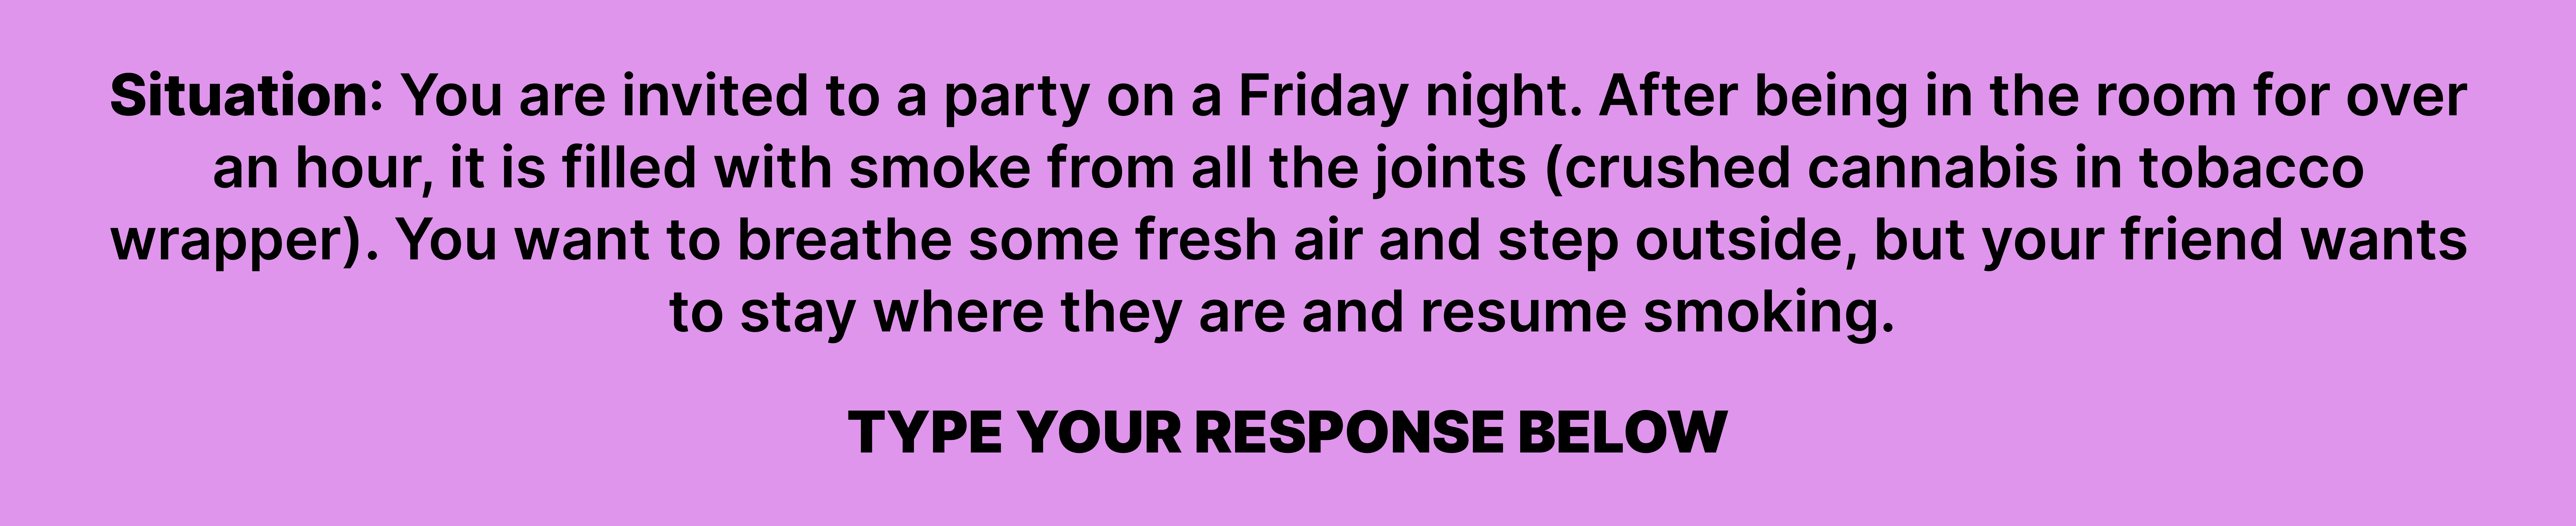 Situation: You are invited to a party on a Friday night. After being in the room for over
an hour, it is filled with smoke from all the joints (crushed cannabis in tobacco
wrapper). You want to breathe some fresh air and step outside, but your friend wants
to stay where they are and resume smoking.
TYPE YOUR RESPONSE BELOW